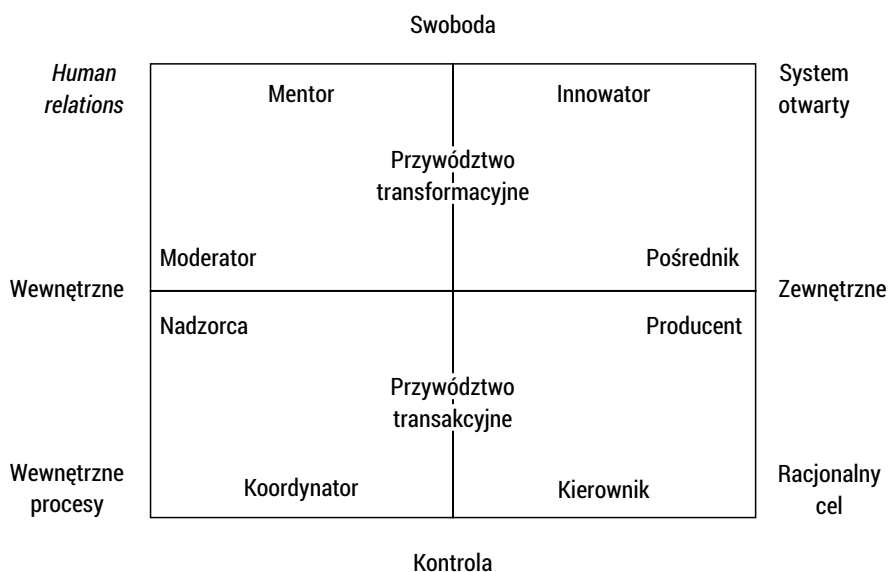 Swoboda
Human
relations
Mentor
Innowator
System
otwarty
Przywództwo
transformacyjne
Moderator
Pośrednik
Wewnętrzne
Zewnętrzne
Nadzorca
Producent
Przywództwo
transakcyjne
Wewnętrzne
procesy
Koordynator
Kierownik
Racjonalny
cel
Kontrola